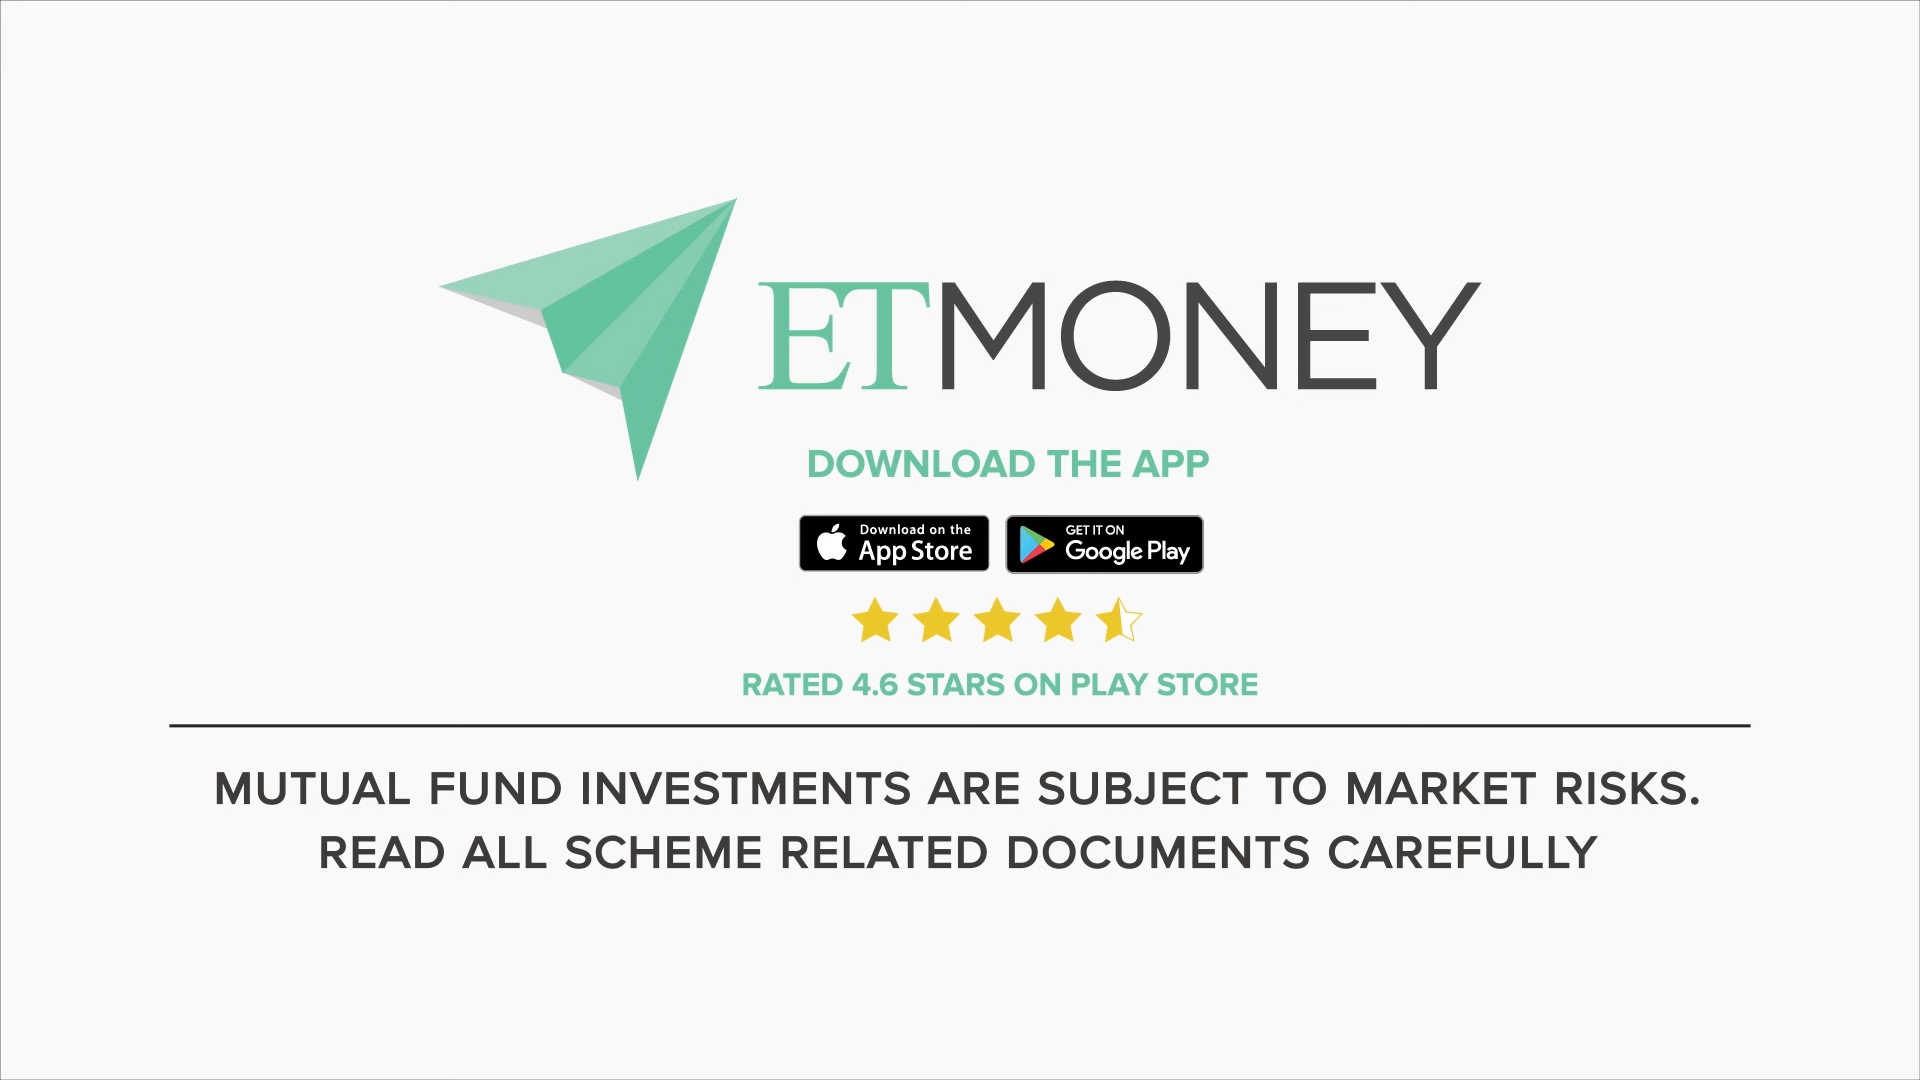 ETMONEY
DOWNLOAD THE APP
Download on the
App Store
GET IT ON
Google Play
RATED 4.6 STARS ON PLAY STORE
MUTUAL FUND INVESTMENTS ARE SUBJECT TO MARKET RISKS.
READ ALL SCHEME RELATED DOCUMENTS CAREFULLY